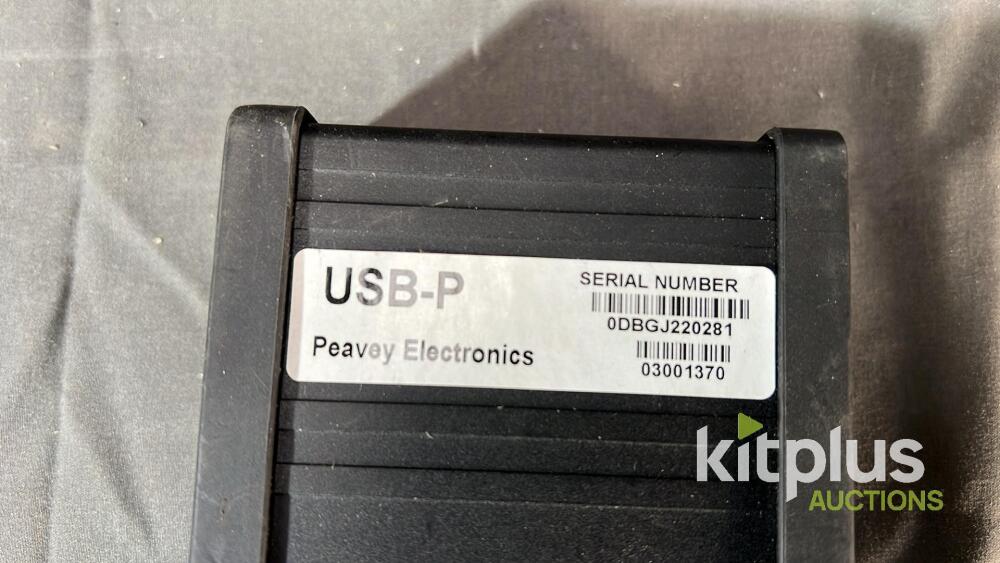 USB-P
Peavey Electronics
SERIAL NUMBER
0DBGJ220281
03001370
kitplus
AUCTIONS